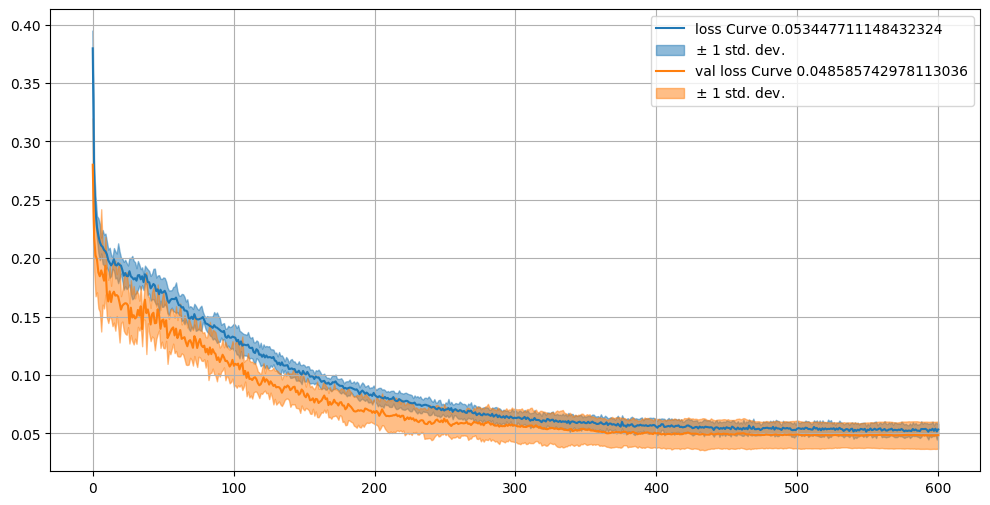 0.40
0.35
0.30
0.25
0.20
0.15
0.10
0.05
loss Curve 0.053447711148432324
± 1 std. dev.
val loss Curve 0.048585742978113036
± 1 std. dev.
0 100 200 300 400 500 600